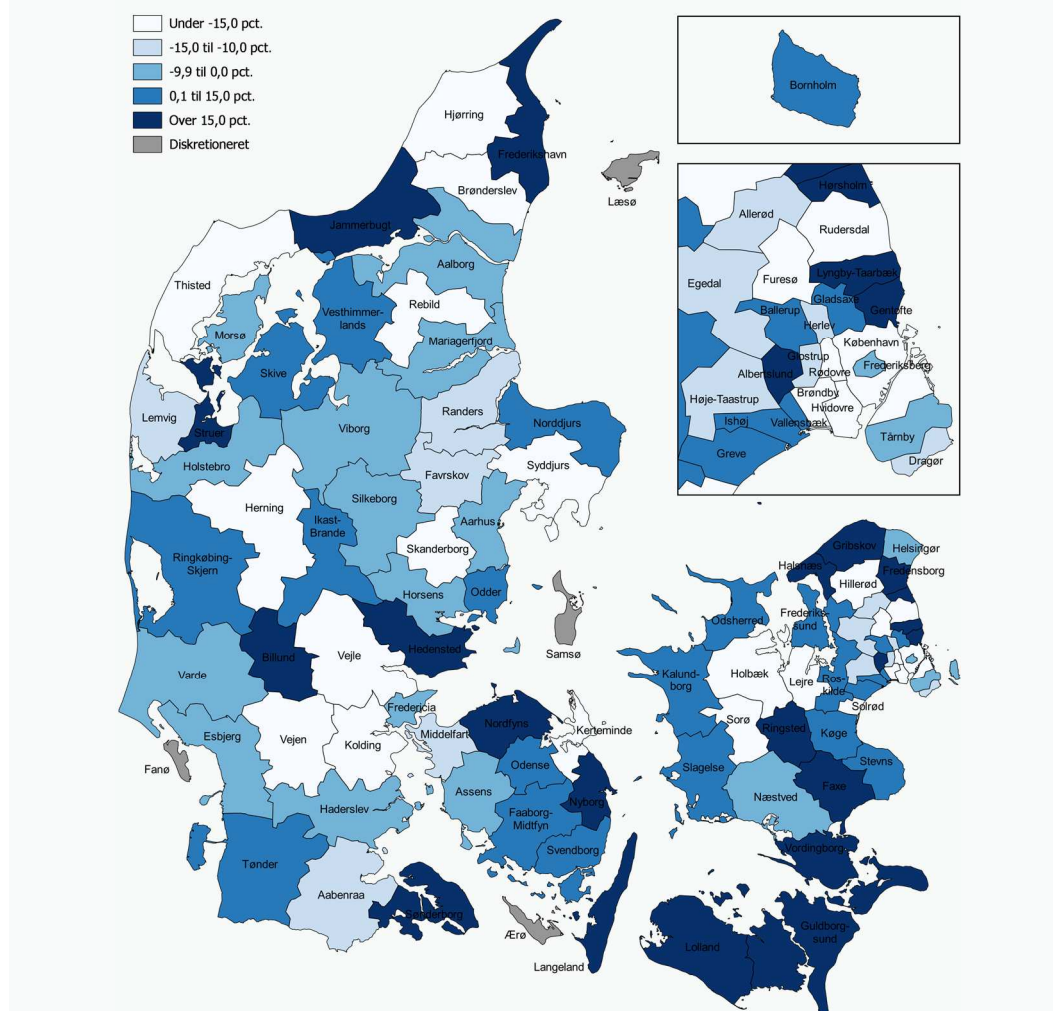 Under -15,0 pct.
-15,0 til -10,0 pct.
-9,9 til 0,0 pct.
0,1 til 15,0 pct.
Over 15,0 pct.
Diskretioneret
Hjørring
Frederikshavn
Brønderslev
Læsø
Jammerbugt
Aalborg
Thisted
Rebild
Vesthimmer-
lands
Morsø
Mariagerfjord
Skive
Lemvig
Randers
Struer
Viborg
Norddjurs
Holstebro
Favrskov
Syddjurs
Silkeborg
Herning
Ikast-
Brande
Aarhus
Skanderborg
Ringkøbing-
Skjern
Horsens
Odder
Hedensted
Samsø
Billund
Vejle
Varde
Fredericia
Nordfyns
Middelfart
Kerteminde
Esbjerg
Vejen
Kolding
Fanø
Odense
Assens
Nyborg
Haderslev
Faaborg-
Midtfyn
Svendborg
Tønder
Aabenraa
Sønderborg
Ærø
Langeland
Bornholm
Hørsholm
Allerød
Rudersdal
Egedal
Furesø
Lyngby-Taarbæk
Gladsaxe
Gentofte
Ballerup
Herlev
København
Glostrup
Frederiksberg
Albertslund
Rødovre
Brøndby
Høje-Taastrup
Hvidovre
Ishøj
Vallensbæk
Tårnby
Greve
Dragør
Gribskov
Helsingør
Halsnæs
Fredensborg
Hillerød
Odsherred
Frederiks-
sund
Kalund-
borg
Holbæk
Lejre
Ros-
kilde
Solrød
Sorø
Ringsted
Køge
Stevns
Slagelse
Næstved
Faxe
Vordingborg
Lolland
Guldborg-
sund